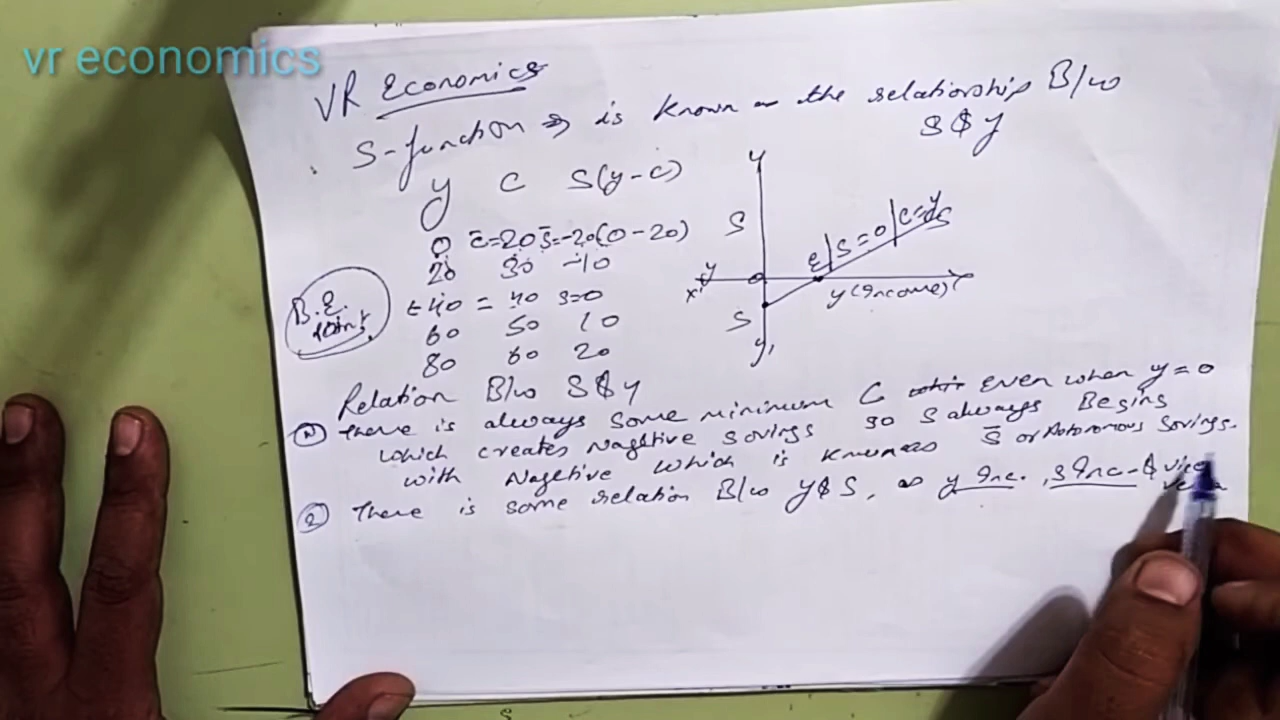 vr economics
VR Economics
S-function → is known as the relationship B/w
S & y
y C S(y-C)
0 C̄=20 S̄=-20(0-20)
20 30 -10
B.E. Point
40 = 40 S=0
60 50 10
80 60 20
y
S
E/S=0/C=y
S
x' y 0
y(Income)
S
y,
Relation B/w S & y
① There is always some minimum C even when y=0
which creates Nagetive Savings so S always Begins
with Nagetive which is known as S̄ or Autonomous Savings.
② There is some relation B/w y & S, as y Inc., S Inc - & vice
versa